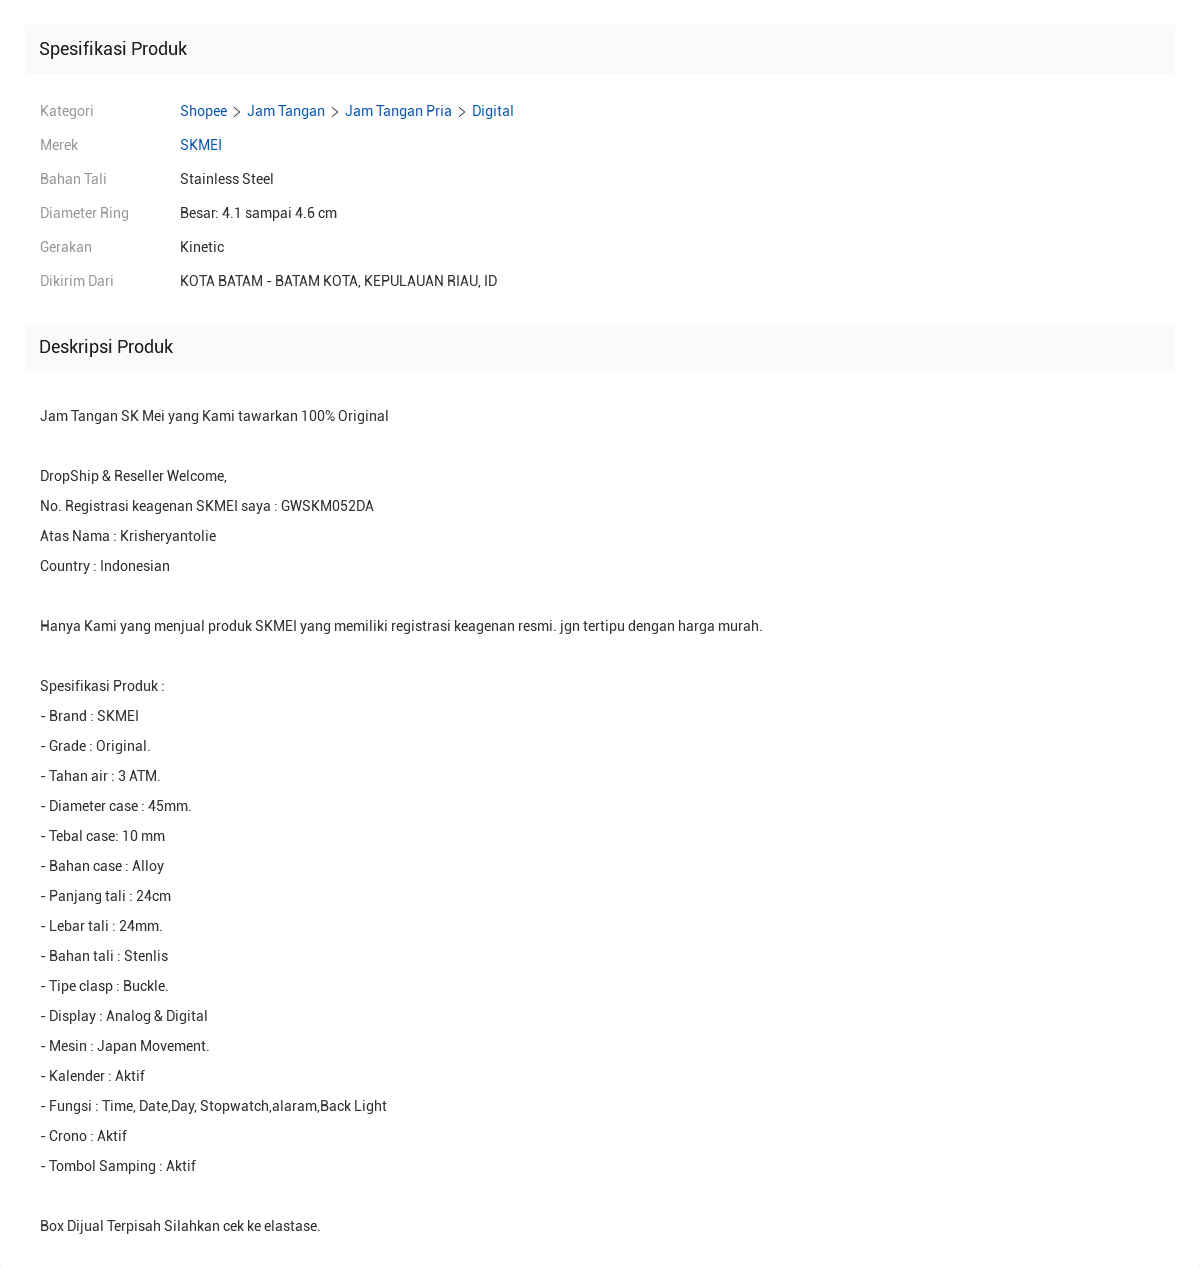 Spesifikasi Produk
Kategori Shopee > Jam Tangan > Jam Tangan Pria > Digital
Merek SKMEI
Bahan Tali Stainless Steel
Diameter Ring Besar: 4.1 sampai 4.6 cm
Gerakan Kinetic
Dikirim Dari KOTA BATAM - BATAM KOTA, KEPULAUAN RIAU, ID
Deskripsi Produk
Jam Tangan SK Mei yang Kami tawarkan 100% Original
DropShip & Reseller Welcome,
No. Registrasi keagenan SKMEI saya : GWSKM052DA
Atas Nama : Krisheryantolie
Country : Indonesian
Hanya Kami yang menjual produk SKMEI yang memiliki registrasi keagenan resmi. jgn tertipu dengan harga murah.
Spesifikasi Produk :
- Brand : SKMEI
- Grade : Original.
- Tahan air : 3 ATM.
- Diameter case : 45mm.
- Tebal case: 10 mm
- Bahan case : Alloy
- Panjang tali : 24cm
- Lebar tali : 24mm.
- Bahan tali : Stenlis
- Tipe clasp : Buckle.
- Display : Analog & Digital
- Mesin : Japan Movement.
- Kalender : Aktif
- Fungsi : Time, Date,Day, Stopwatch,alaram,Back Light
- Crono : Aktif
- Tombol Samping : Aktif
Box Dijual Terpisah Silahkan cek ke elastase.